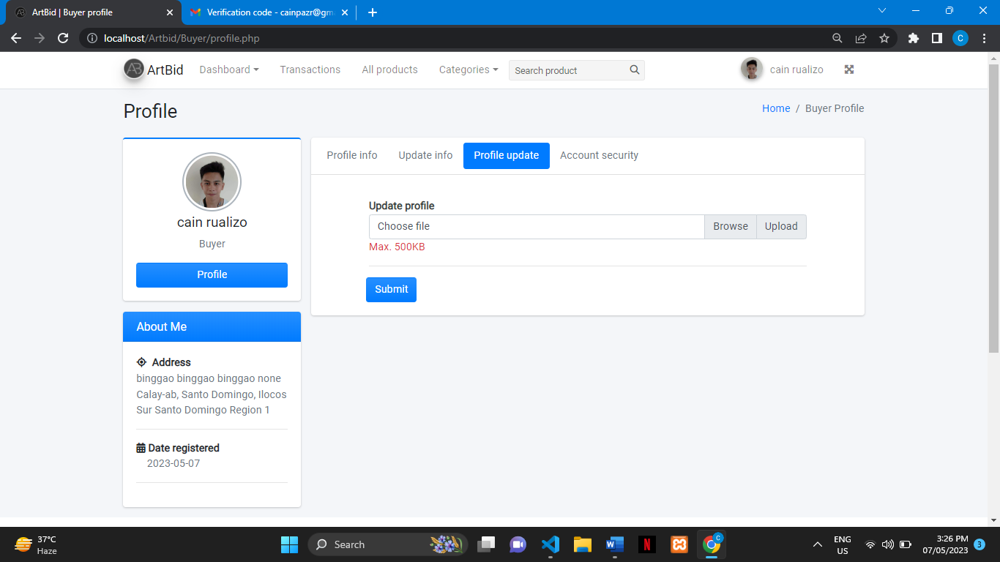 ArtBid | Buyer profile
Verification code - cainpazr@gm
localhost/Artbid/Buyer/profile.php
C
AB
ArtBid
Dashboard
Transactions
All products
Categories
Search product
cain rualizo
Profile
Home / Buyer Profile
cain rualizo
Buyer
Profile
Profile info
Update info
Profile update
Account security
Update profile
Choose file
Browse
Upload
Max. 500KB
Submit
About Me
Address
binggao binggao binggao none
Calay-ab, Santo Domingo, Ilocos
Sur Santo Domingo Region 1
Date registered
2023-05-07
37°C
Haze
Search
W
N
C
ENG
US
3:26 PM
07/05/2023
3